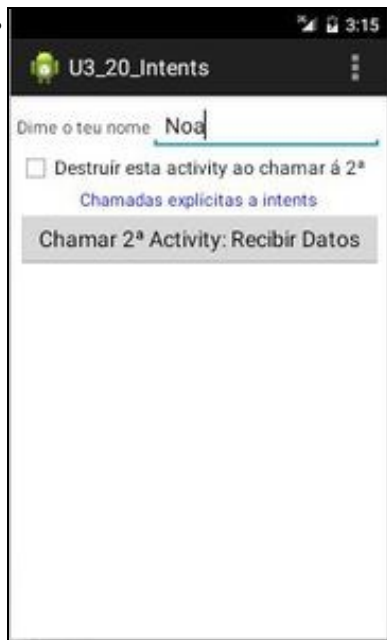 3:15
U3_20_Intents
Dime o teu nome Noa
Destruír esta activity ao chamar á 2ª
Chamadas explicitas a intents
Chamar 2ª Activity: Recibir Datos